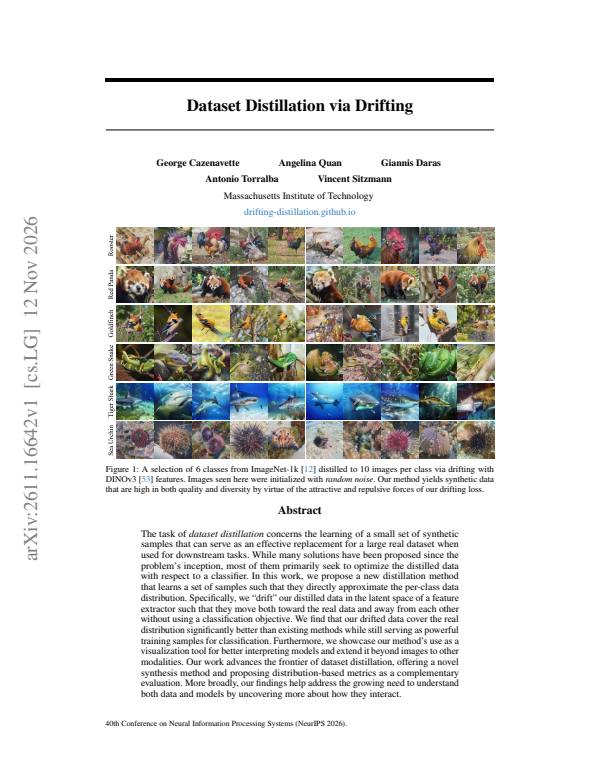 arXiv:2611.16642v1 [cs.LG] 12 Nov 2026
Dataset Distillation via Drifting
George Cazenavette Angelina Quan Giannis Daras
Antonio Torralba Vincent Sitzmann
Massachusetts Institute of Technology
drifting-distillation.github.io
Rooster
Red Panda
Goldfinch
Green Snake
Tiger Shark
Sea Urchin
Figure 1: A selection of 6 classes from ImageNet-1k [12] distilled to 10 images per class via drifting with
DINOv3 [53] features. Images seen here were initialized with random noise. Our method yields synthetic data
that are high in both quality and diversity by virtue of the attractive and repulsive forces of our drifting loss.
Abstract
The task of dataset distillation concerns the learning of a small set of synthetic
samples that can serve as an effective replacement for a large real dataset when
used for downstream tasks. While many solutions have been proposed since the
problem's inception, most of them primarily seek to optimize the distilled data
with respect to a classifier. In this work, we propose a new distillation method
that learns a set of samples such that they directly approximate the per-class data
distribution. Specifically, we "drift" our distilled data in the latent space of a feature
extractor such that they move both toward the real data and away from each other
without using a classification objective. We find that our drifted data cover the real
distribution significantly better than existing methods while still serving as powerful
training samples for classification. Furthermore, we showcase our method's use as a
visualization tool for better interpreting models and extend it beyond images to other
modalities. Our work advances the frontier of dataset distillation, offering a novel
synthesis method and proposing distribution-based metrics as a complementary
evaluation. More broadly, our findings help address the growing need to understand
both data and models by uncovering more about how they interact.
40th Conference on Neural Information Processing Systems (NeurIPS 2026).